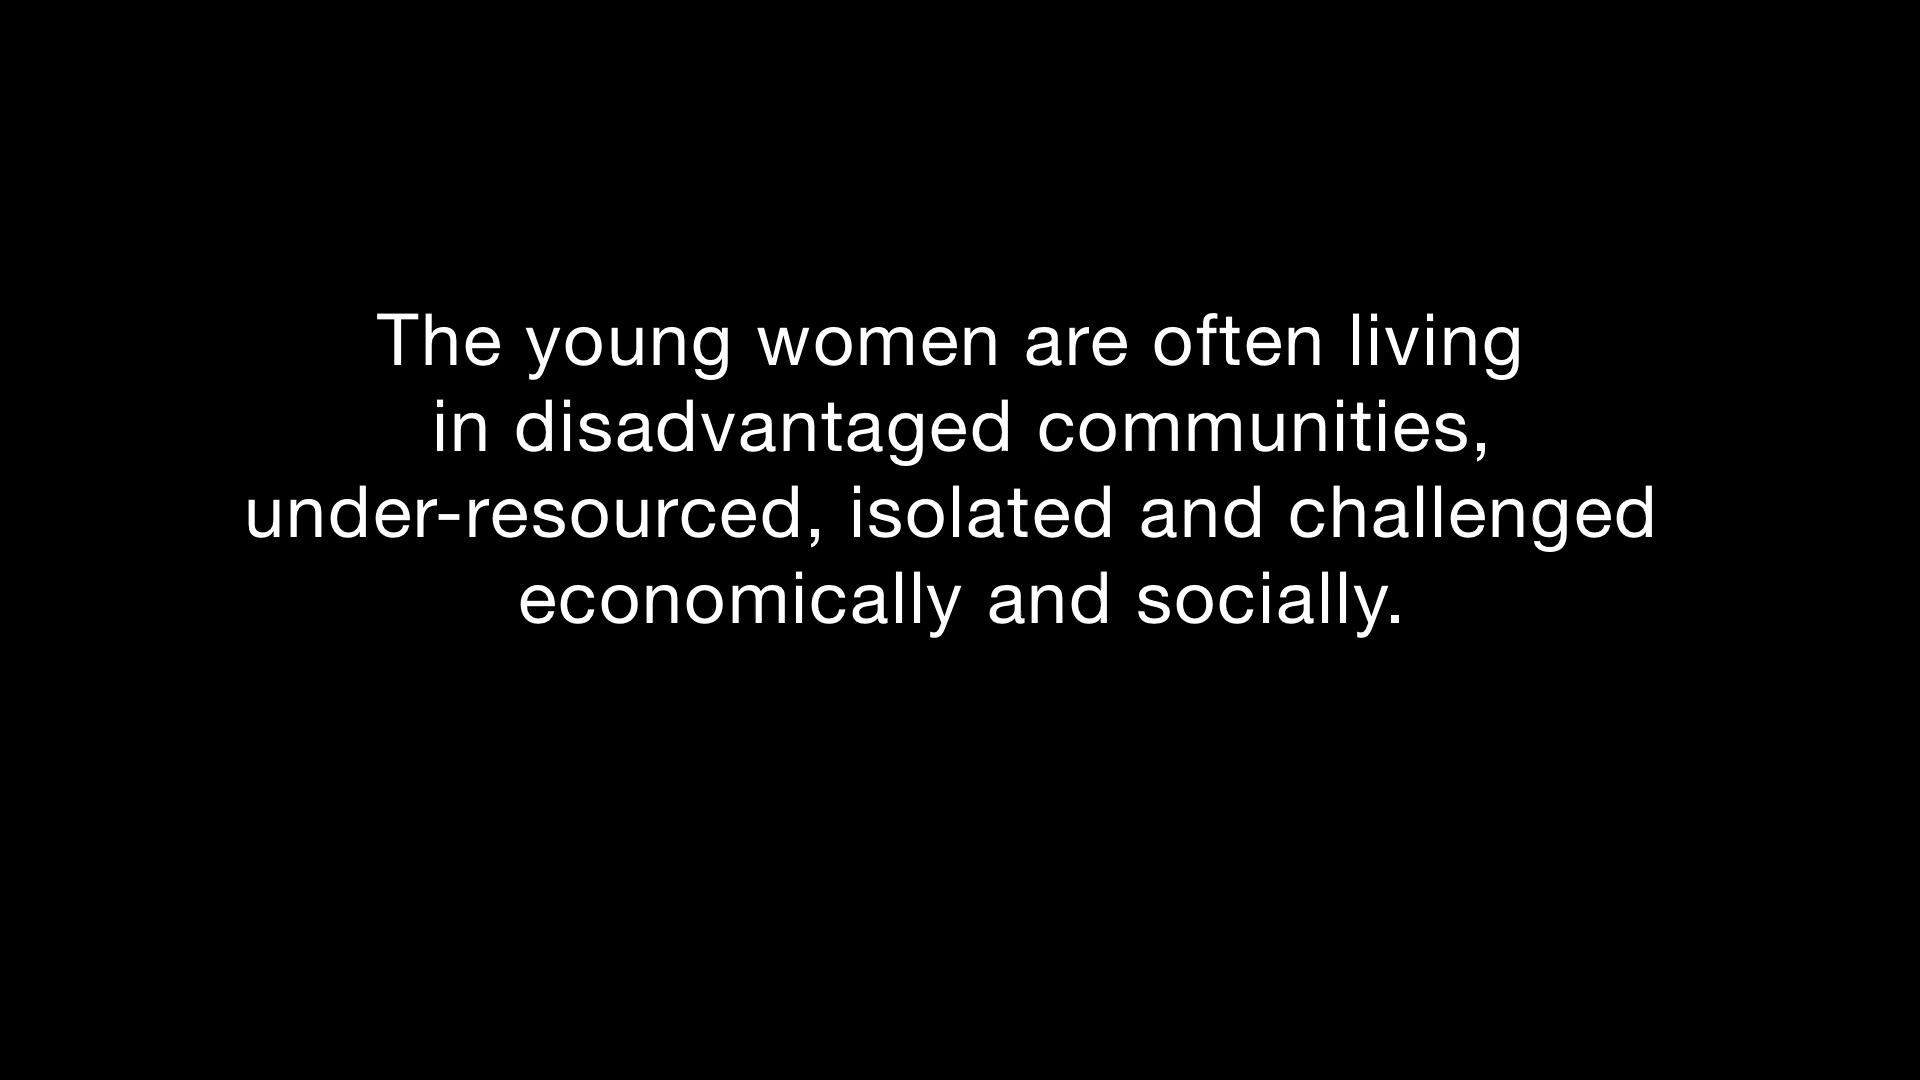 The young women are often living
in disadvantaged communities,
under-resourced, isolated and challenged
economically and socially.